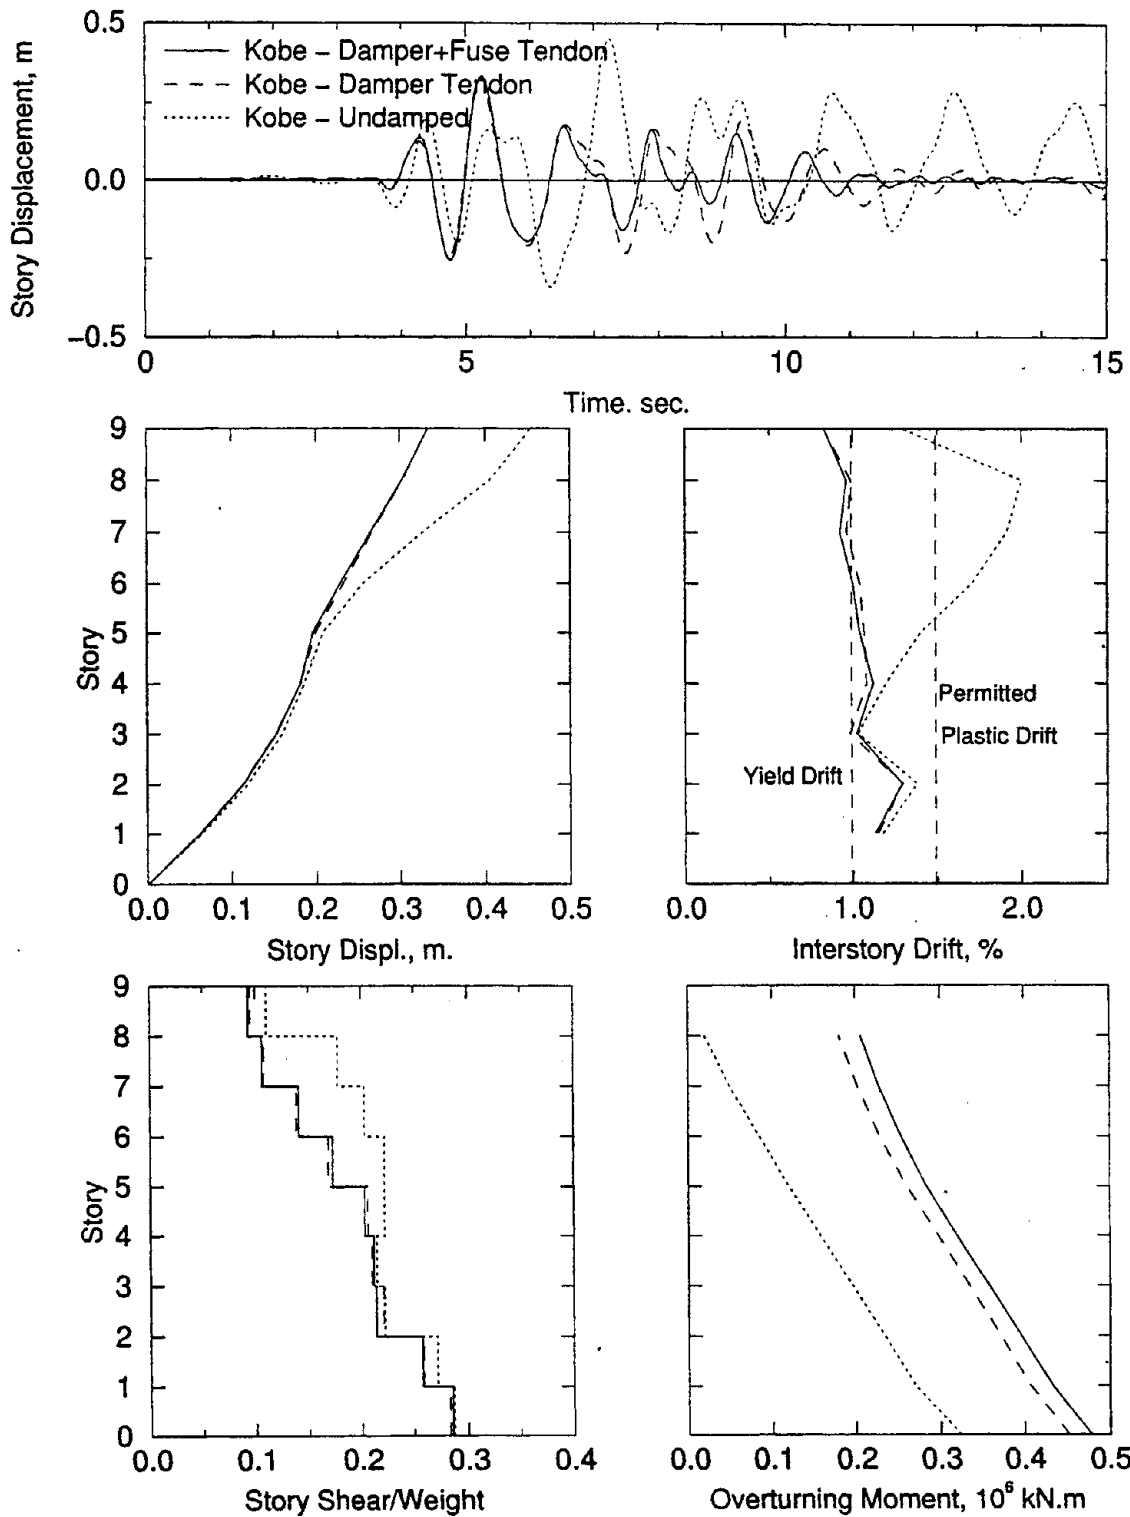 0.5
0.0
−0.5
Story Displacement, m
Kobe − Damper+Fuse Tendon
Kobe − Damper Tendon
Kobe − Undamped
0 5 10 15
Time. sec.
9
8
7
6
5
4
3
2
1
0
Story
0.0 0.1 0.2 0.3 0.4 0.5
Story Displ., m.
Permitted
Plastic Drift
Yield Drift
0.0 1.0 2.0
Interstory Drift, %
9
8
7
6
5
4
3
2
1
0
Story
0.0 0.1 0.2 0.3 0.4
Story Shear/Weight
0.0 0.1 0.2 0.3 0.4 0.5
Overturning Moment, 10⁶ kN.m